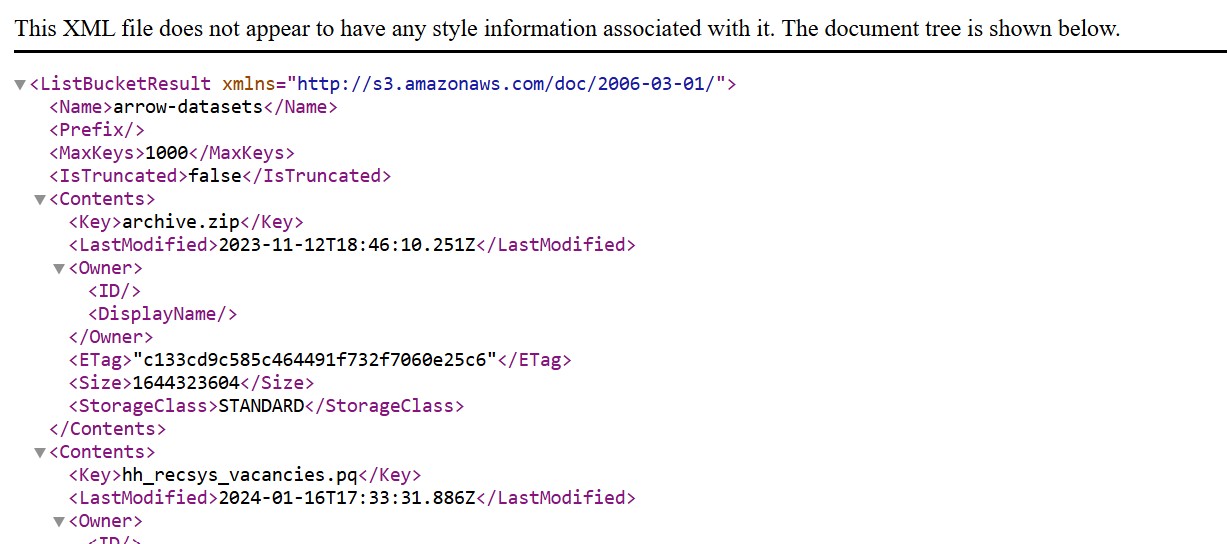 This XML file does not appear to have any style information associated with it. The document tree is shown below.
<ListBucketResult xmlns="http://s3.amazonaws.com/doc/2006-03-01/">
<Name>arrow-datasets</Name>
<Prefix/>
<MaxKeys>1000</MaxKeys>
<IsTruncated>false</IsTruncated>
<Contents>
<Key>archive.zip</Key>
<LastModified>2023-11-12T18:46:10.251Z</LastModified>
<Owner>
<ID/>
<DisplayName/>
</Owner>
<ETag>"c133cd9c585c464491f732f7060e25c6"</ETag>
<Size>1644323604</Size>
<StorageClass>STANDARD</StorageClass>
</Contents>
<Contents>
<Key>hh_recsys_vacancies.pq</Key>
<LastModified>2024-01-16T17:33:31.886Z</LastModified>
<Owner>
<ID/>